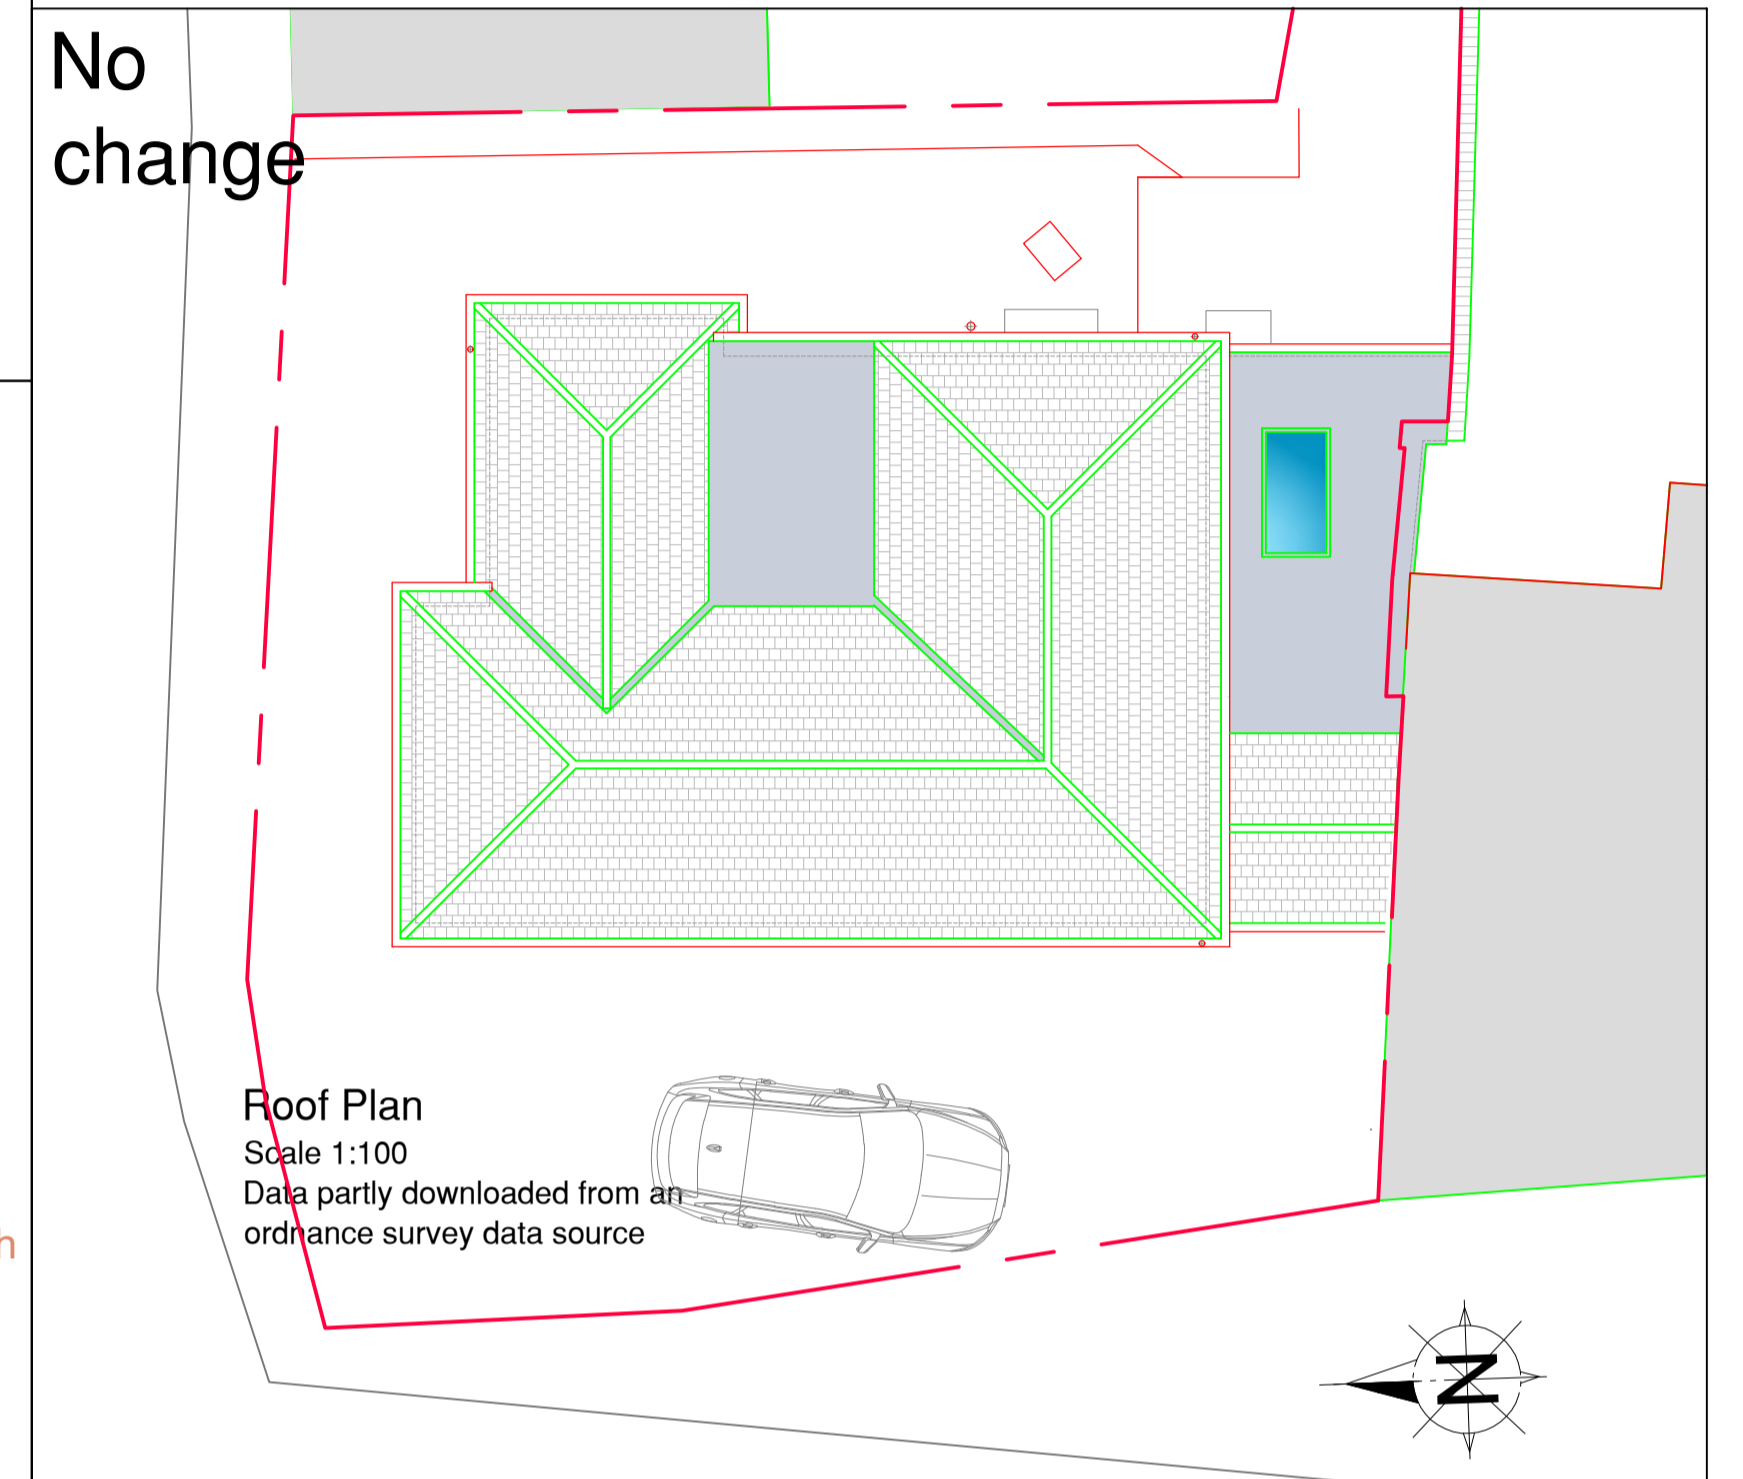 No
change
Roof Plan
Scale 1:100
Data partly downloaded from an
ordnance survey data source
h
N